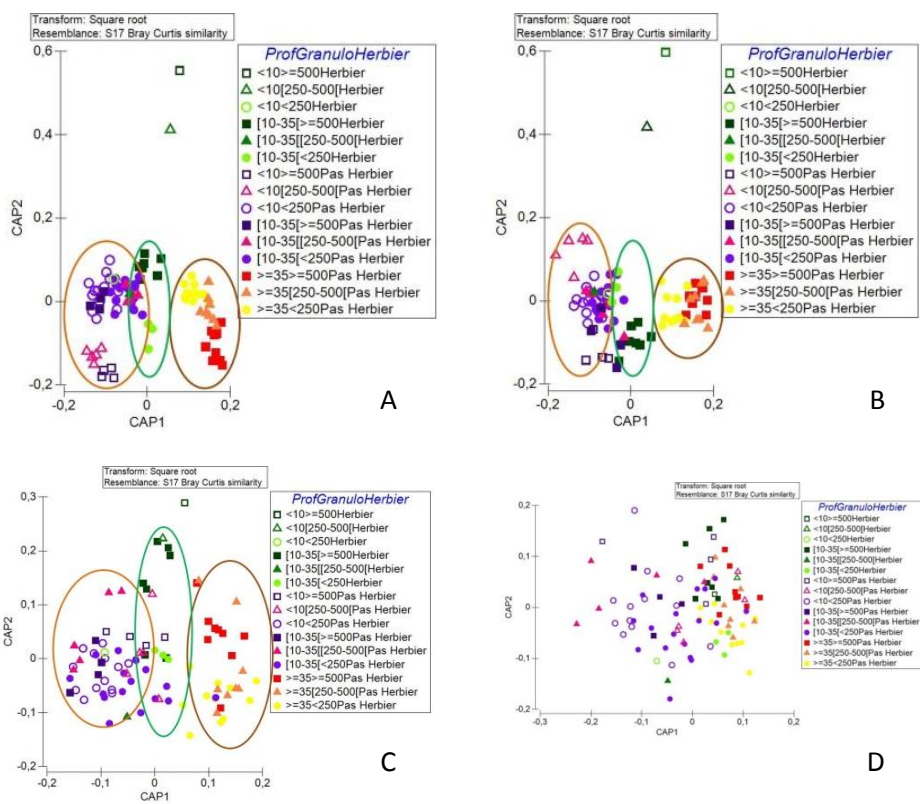 Transform: Square root
Resemblance: S17 Bray Curtis similarity
ProfGranuloHerbier
<10>=500Herbier
<10[250-500[Herbier
<10<250Herbier
[10-35[>=500Herbier
[10-35[[250-500[Herbier
[10-35[<250Herbier
<10>=500Pas Herbier
<10[250-500[Pas Herbier
<10<250Pas Herbier
[10-35[>=500Pas Herbier
[10-35[[250-500[Pas Herbier
[10-35[<250Pas Herbier
>=35>=500Pas Herbier
>=35[250-500[Pas Herbier
>=35<250Pas Herbier
0,6
0,4
0,2
0
-0,2
CAP2
-0,2
0
0,2
CAP1
A
Transform: Square root
Resemblance: S17 Bray Curtis similarity
ProfGranuloHerbier
<10>=500Herbier
<10[250-500[Herbier
<10<250Herbier
[10-35[>=500Herbier
[10-35[[250-500[Herbier
[10-35[<250Herbier
<10>=500Pas Herbier
<10[250-500[Pas Herbier
<10<250Pas Herbier
[10-35[>=500Pas Herbier
[10-35[[250-500[Pas Herbier
[10-35[<250Pas Herbier
>=35>=500Pas Herbier
>=35[250-500[Pas Herbier
>=35<250Pas Herbier
0,6
0,4
0,2
0
-0,2
CAP2
-0,2
0
0,2
CAP1
B
Transform: Square root
Resemblance: S17 Bray Curtis similarity
ProfGranuloHerbier
<10>=500Herbier
<10[250-500[Herbier
<10<250Herbier
[10-35[>=500Herbier
[10-35[[250-500[Herbier
[10-35[<250Herbier
<10>=500Pas Herbier
<10[250-500[Pas Herbier
<10<250Pas Herbier
[10-35[>=500Pas Herbier
[10-35[[250-500[Pas Herbier
[10-35[<250Pas Herbier
>=35>=500Pas Herbier
>=35[250-500[Pas Herbier
>=35<250Pas Herbier
0,3
0,2
0,1
0
-0,1
-0,2
CAP2
-0,2
-0,1
0
0,1
0,2
CAP1
C
Transform: Square root
Resemblance: S17 Bray Curtis similarity
ProfGranuloHerbier
<10>=500Herbier
<10[250-500[Herbier
<10<250Herbier
[10-35[>=500Herbier
[10-35[[250-500[Herbier
[10-35[<250Herbier
<10>=500Pas Herbier
<10[250-500[Pas Herbier
<10<250Pas Herbier
[10-35[>=500Pas Herbier
[10-35[[250-500[Pas Herbier
[10-35[<250Pas Herbier
>=35>=500Pas Herbier
>=35[250-500[Pas Herbier
>=35<250Pas Herbier
0,2
0,1
0
-0,1
-0,2
CAP2
-0,3
-0,2
-0,1
0
0,1
0,2
CAP1
D